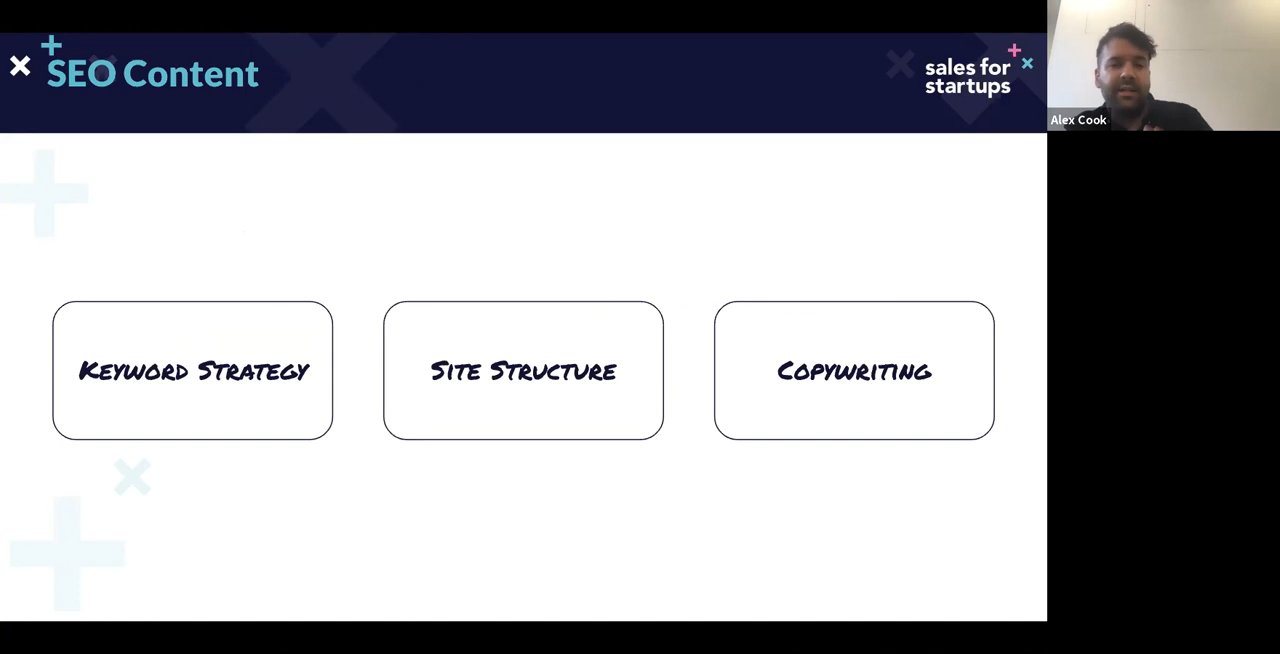 SEO Content
sales for
startups
Alex Cook
Keyword Strategy
Site Structure
Copywriting